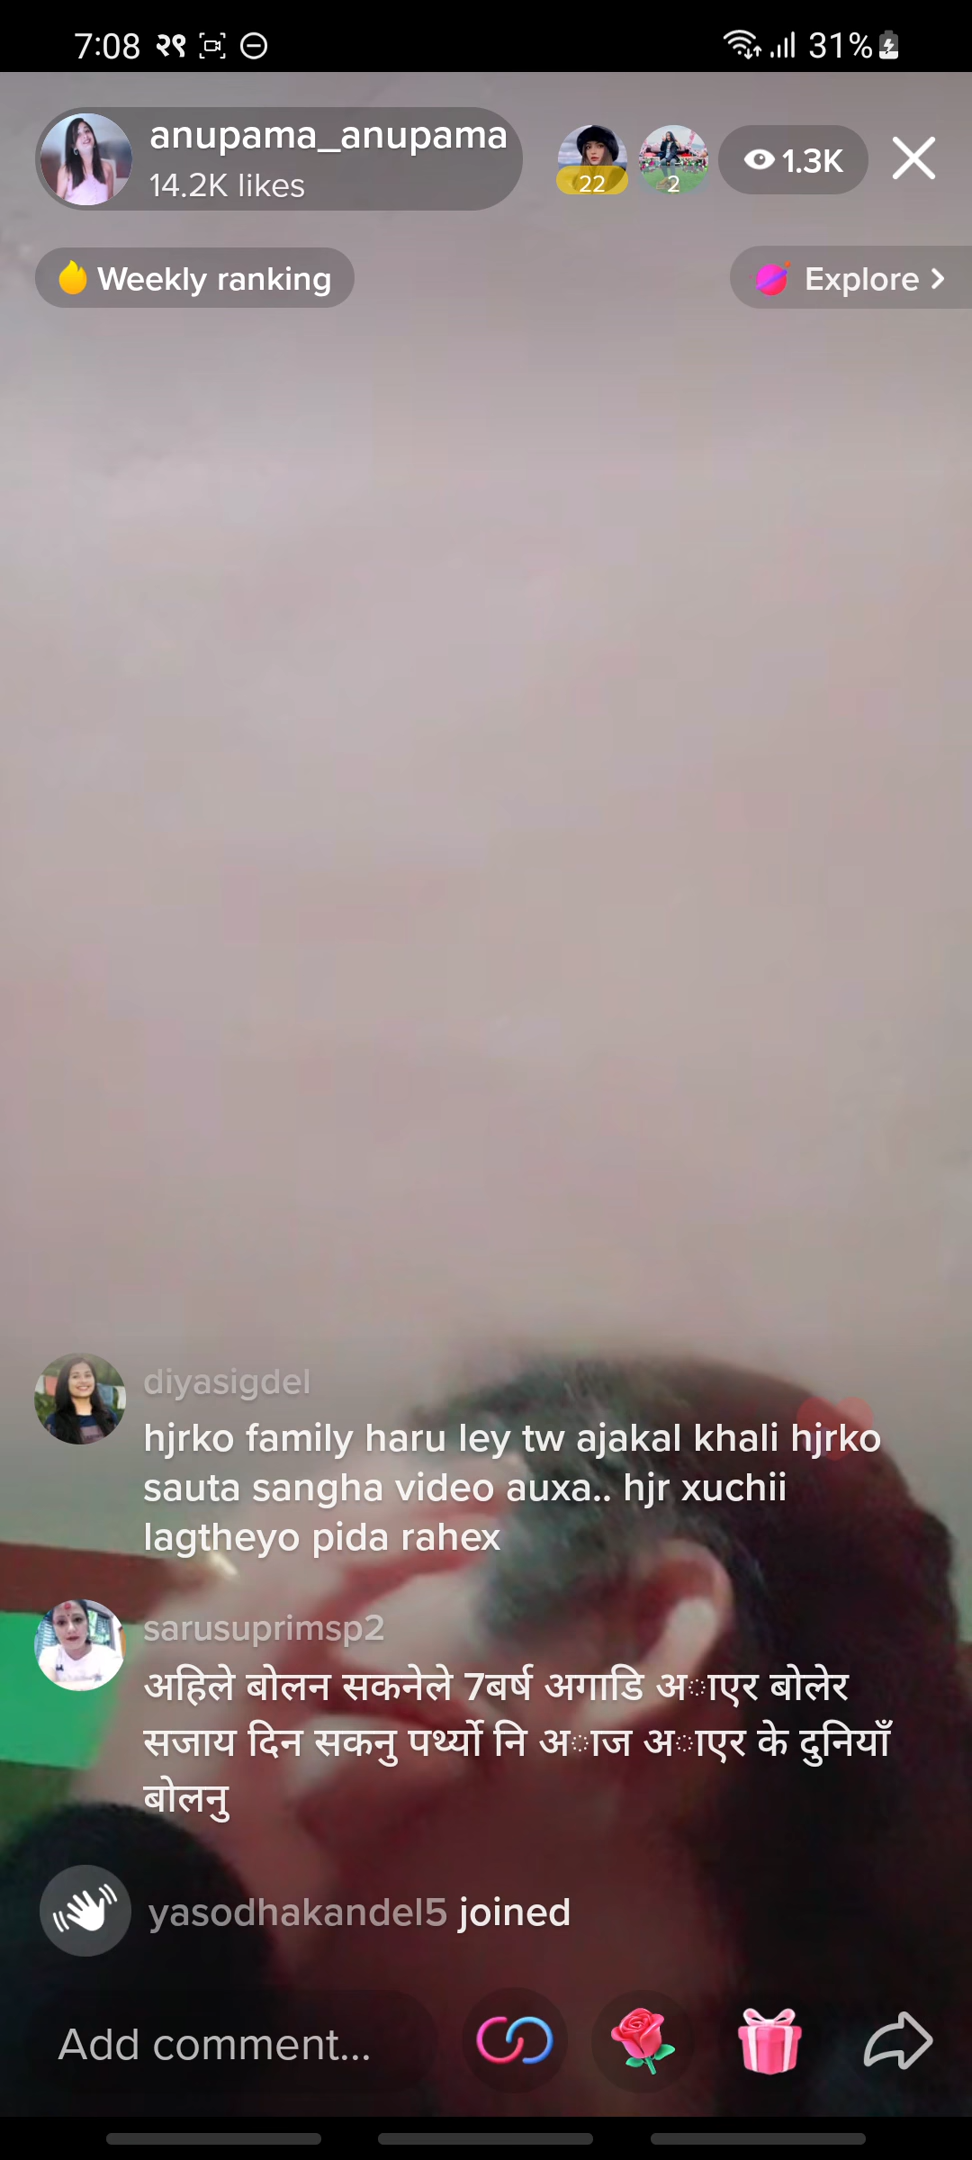 7:08 २९ 31%
anupama_anupama
14.2K likes
22
2
1.3K
Weekly ranking
Explore
diyasigdel
hjrko family haru ley tw ajakal khali hjrko
sauta sangha video auxa.. hjr xuchii
lagtheyo pida rahex
sarusuprimsp2
अहिले बोलन सकनेले 7बर्ष अगाडि अाएर बोलेर
सजाय दिन सकनु पर्थ्यो नि अाज अाएर के दुनियाँ
बोलनु
yasodhakandel5 joined
Add comment...